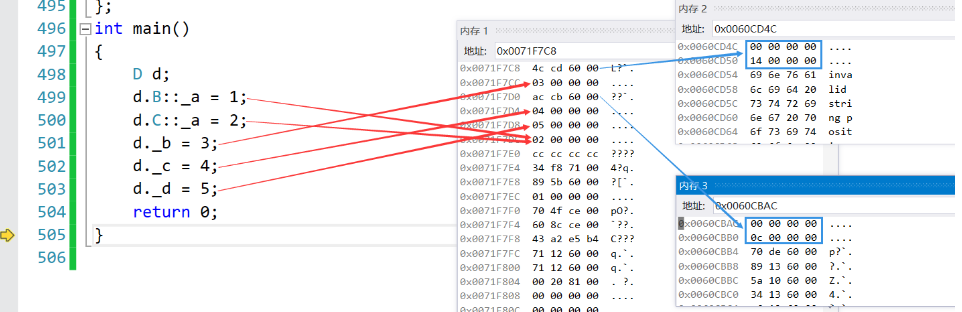 495 };
496 int main()
497 {
498 D d;
499 d.B::_a = 1;
500 d.C::_a = 2;
501 d._b = 3;
502 d._c = 4;
503 d._d = 5;
504 return 0;
505 }
506
内存 1
地址: 0x0071F7C8
0x0071F7C8 4c cd 60 00 L?`.
0x0071F7CC 03 00 00 00 ....
0x0071F7D0 ac cb 60 00 ??`.
0x0071F7D4 04 00 00 00 ....
0x0071F7D8 05 00 00 00 ....
02 00 00 00 ....
0x0071F7E0 cc cc cc cc ????
0x0071F7E4 34 f8 71 00 4?q.
0x0071F7E8 89 5b 60 00 ?[`.
0x0071F7EC 01 00 00 00 ....
0x0071F7F0 70 4f ce 00 pO?.
0x0071F7F4 60 8c ce 00 `??.
0x0071F7F8 43 a2 e5 b4 C???
0x0071F7FC 71 12 60 00 q.`.
0x0071F800 71 12 60 00 q.`.
0x0071F804 00 20 81 00 . ?.
0x0071F808 00 00 00 00 ....
0x0071F80C 00 00 00 00
内存 2
地址: 0x0060CD4C
0x0060CD4C 00 00 00 00 ....
0x0060CD50 14 00 00 00 ....
0x0060CD54 69 6e 76 61 inva
0x0060CD58 6c 69 64 20 lid
0x0060CD5C 73 74 72 69 stri
0x0060CD60 6e 67 20 70 ng p
0x0060CD64 6f 73 69 74 osit
内存 3
地址: 0x0060CBAC
0x0060CBAC 00 00 00 00 ....
0x0060CBB0 0c 00 00 00 ....
0x0060CBB4 70 de 60 00 p?`.
0x0060CBB8 89 13 60 00 ?.`.
0x0060CBBC 5a 10 60 00 Z.`.
0x0060CBC0 34 13 60 00 4.`.